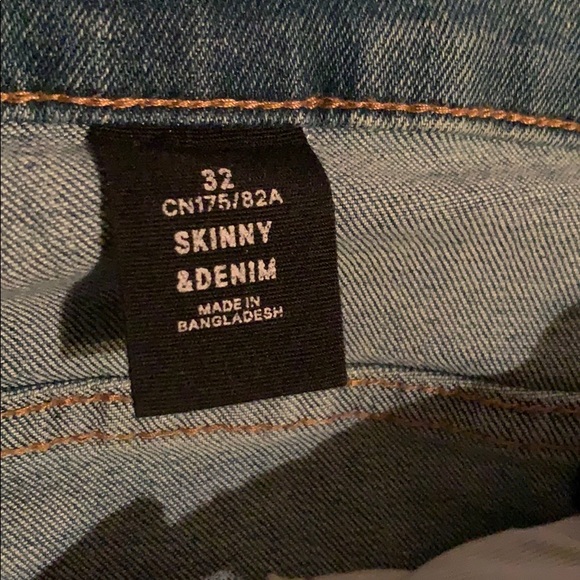 32
CN175/82A
SKINNY
&DENIM
MADE IN
BANGLADESH